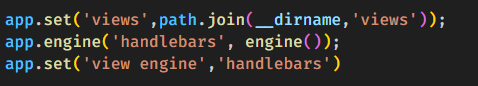 app.set('views',path.join(__dirname,'views'));
app.engine('handlebars', engine());
app.set('view engine','handlebars')